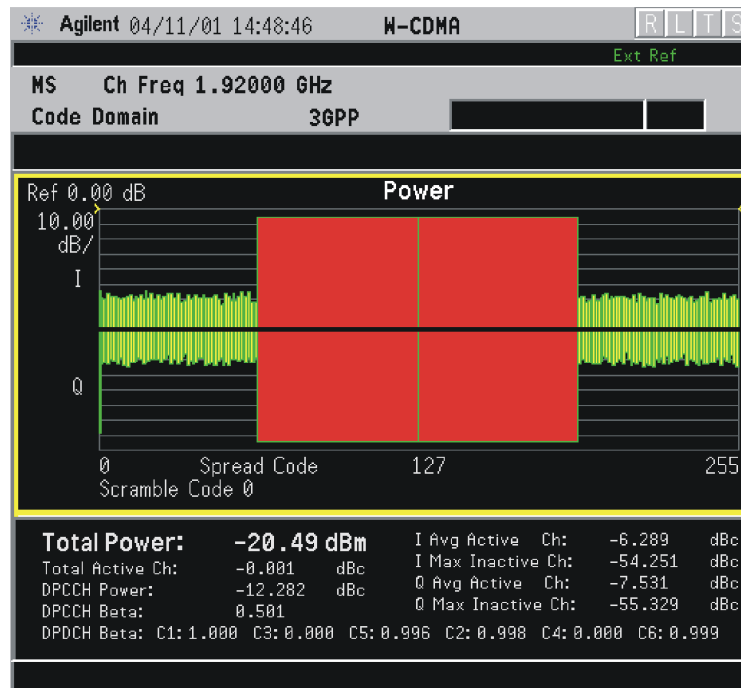 Agilent 04/11/01 14:48:46 W-CDMA R L T S
Ext Ref
MS Ch Freq 1.92000 GHz
Code Domain 3GPP
Ref 0.00 dB Power
10.00
dB/
I
Q
0 Spread Code 127 255
Scramble Code 0
Total Power: -20.49 dBm
Total Active Ch: -0.001 dBc
DPCCH Power: -12.282 dBc
DPCCH Beta: 0.501
I Avg Active Ch: -6.289 dBc
I Max Inactive Ch: -54.251 dBc
Q Avg Active Ch: -7.531 dBc
Q Max Inactive Ch: -55.329 dBc
DPDCH Beta: C1: 1.000 C3: 0.000 C5: 0.996 C2: 0.998 C4: 0.000 C6: 0.999